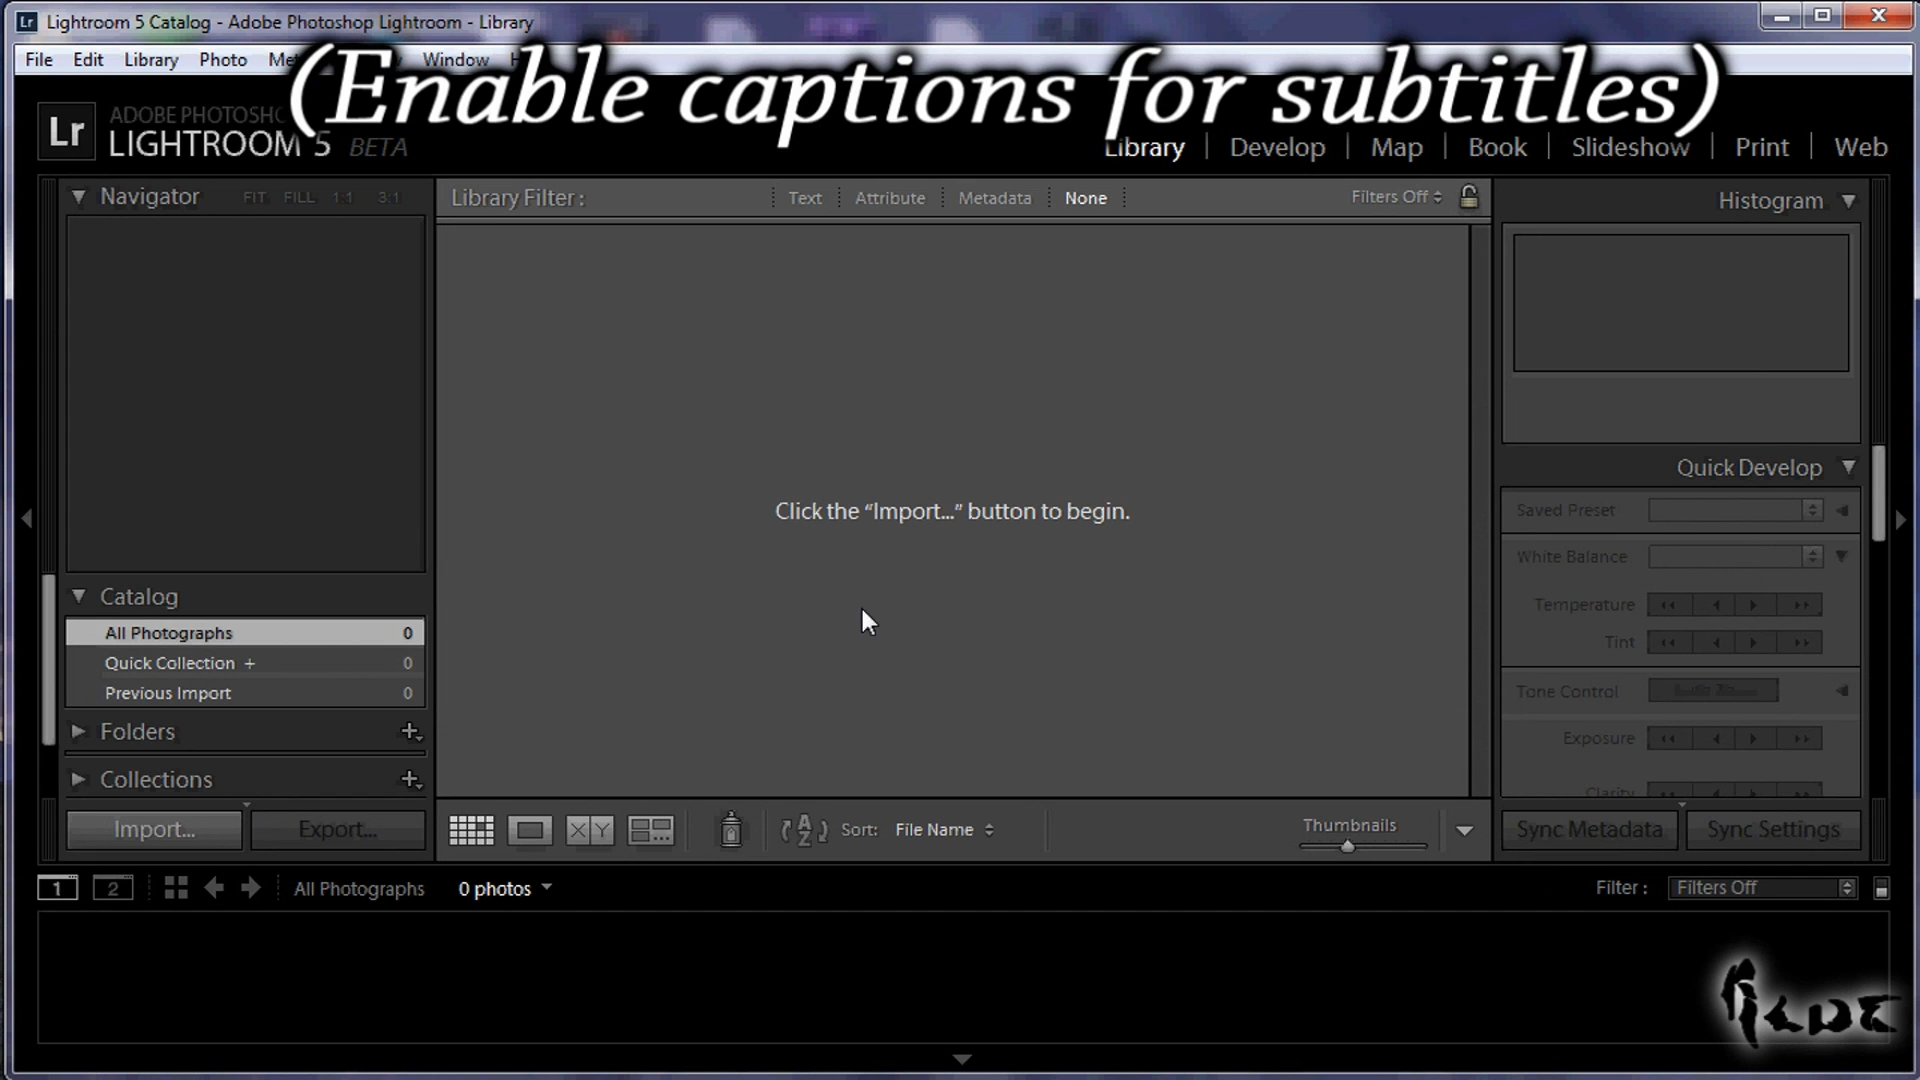 Lightroom 5 Catalog - Adobe Photoshop Lightroom - Library
File Edit Library Photo Window
(Enable captions for subtitles)
Lr ADOBE PHOTOSHOP
LIGHTROOM 5 BETA
Library Develop Map Book Slideshow Print Web
Navigator FIT FILL 1:1 3:1
Library Filter : Text Attribute Metadata None Filters Off
Histogram
Click the “Import...” button to begin.
Quick Develop
Saved Preset
White Balance
Temperature
Tint
Tone Control
Exposure
Clarity
Catalog
All Photographs 0
Quick Collection + 0
Previous Import 0
Folders
Collections
Import... Export...
XY Sort: File Name Thumbnails
Sync Metadata Sync Settings
1 2 All Photographs 0 photos Filter : Filters Off